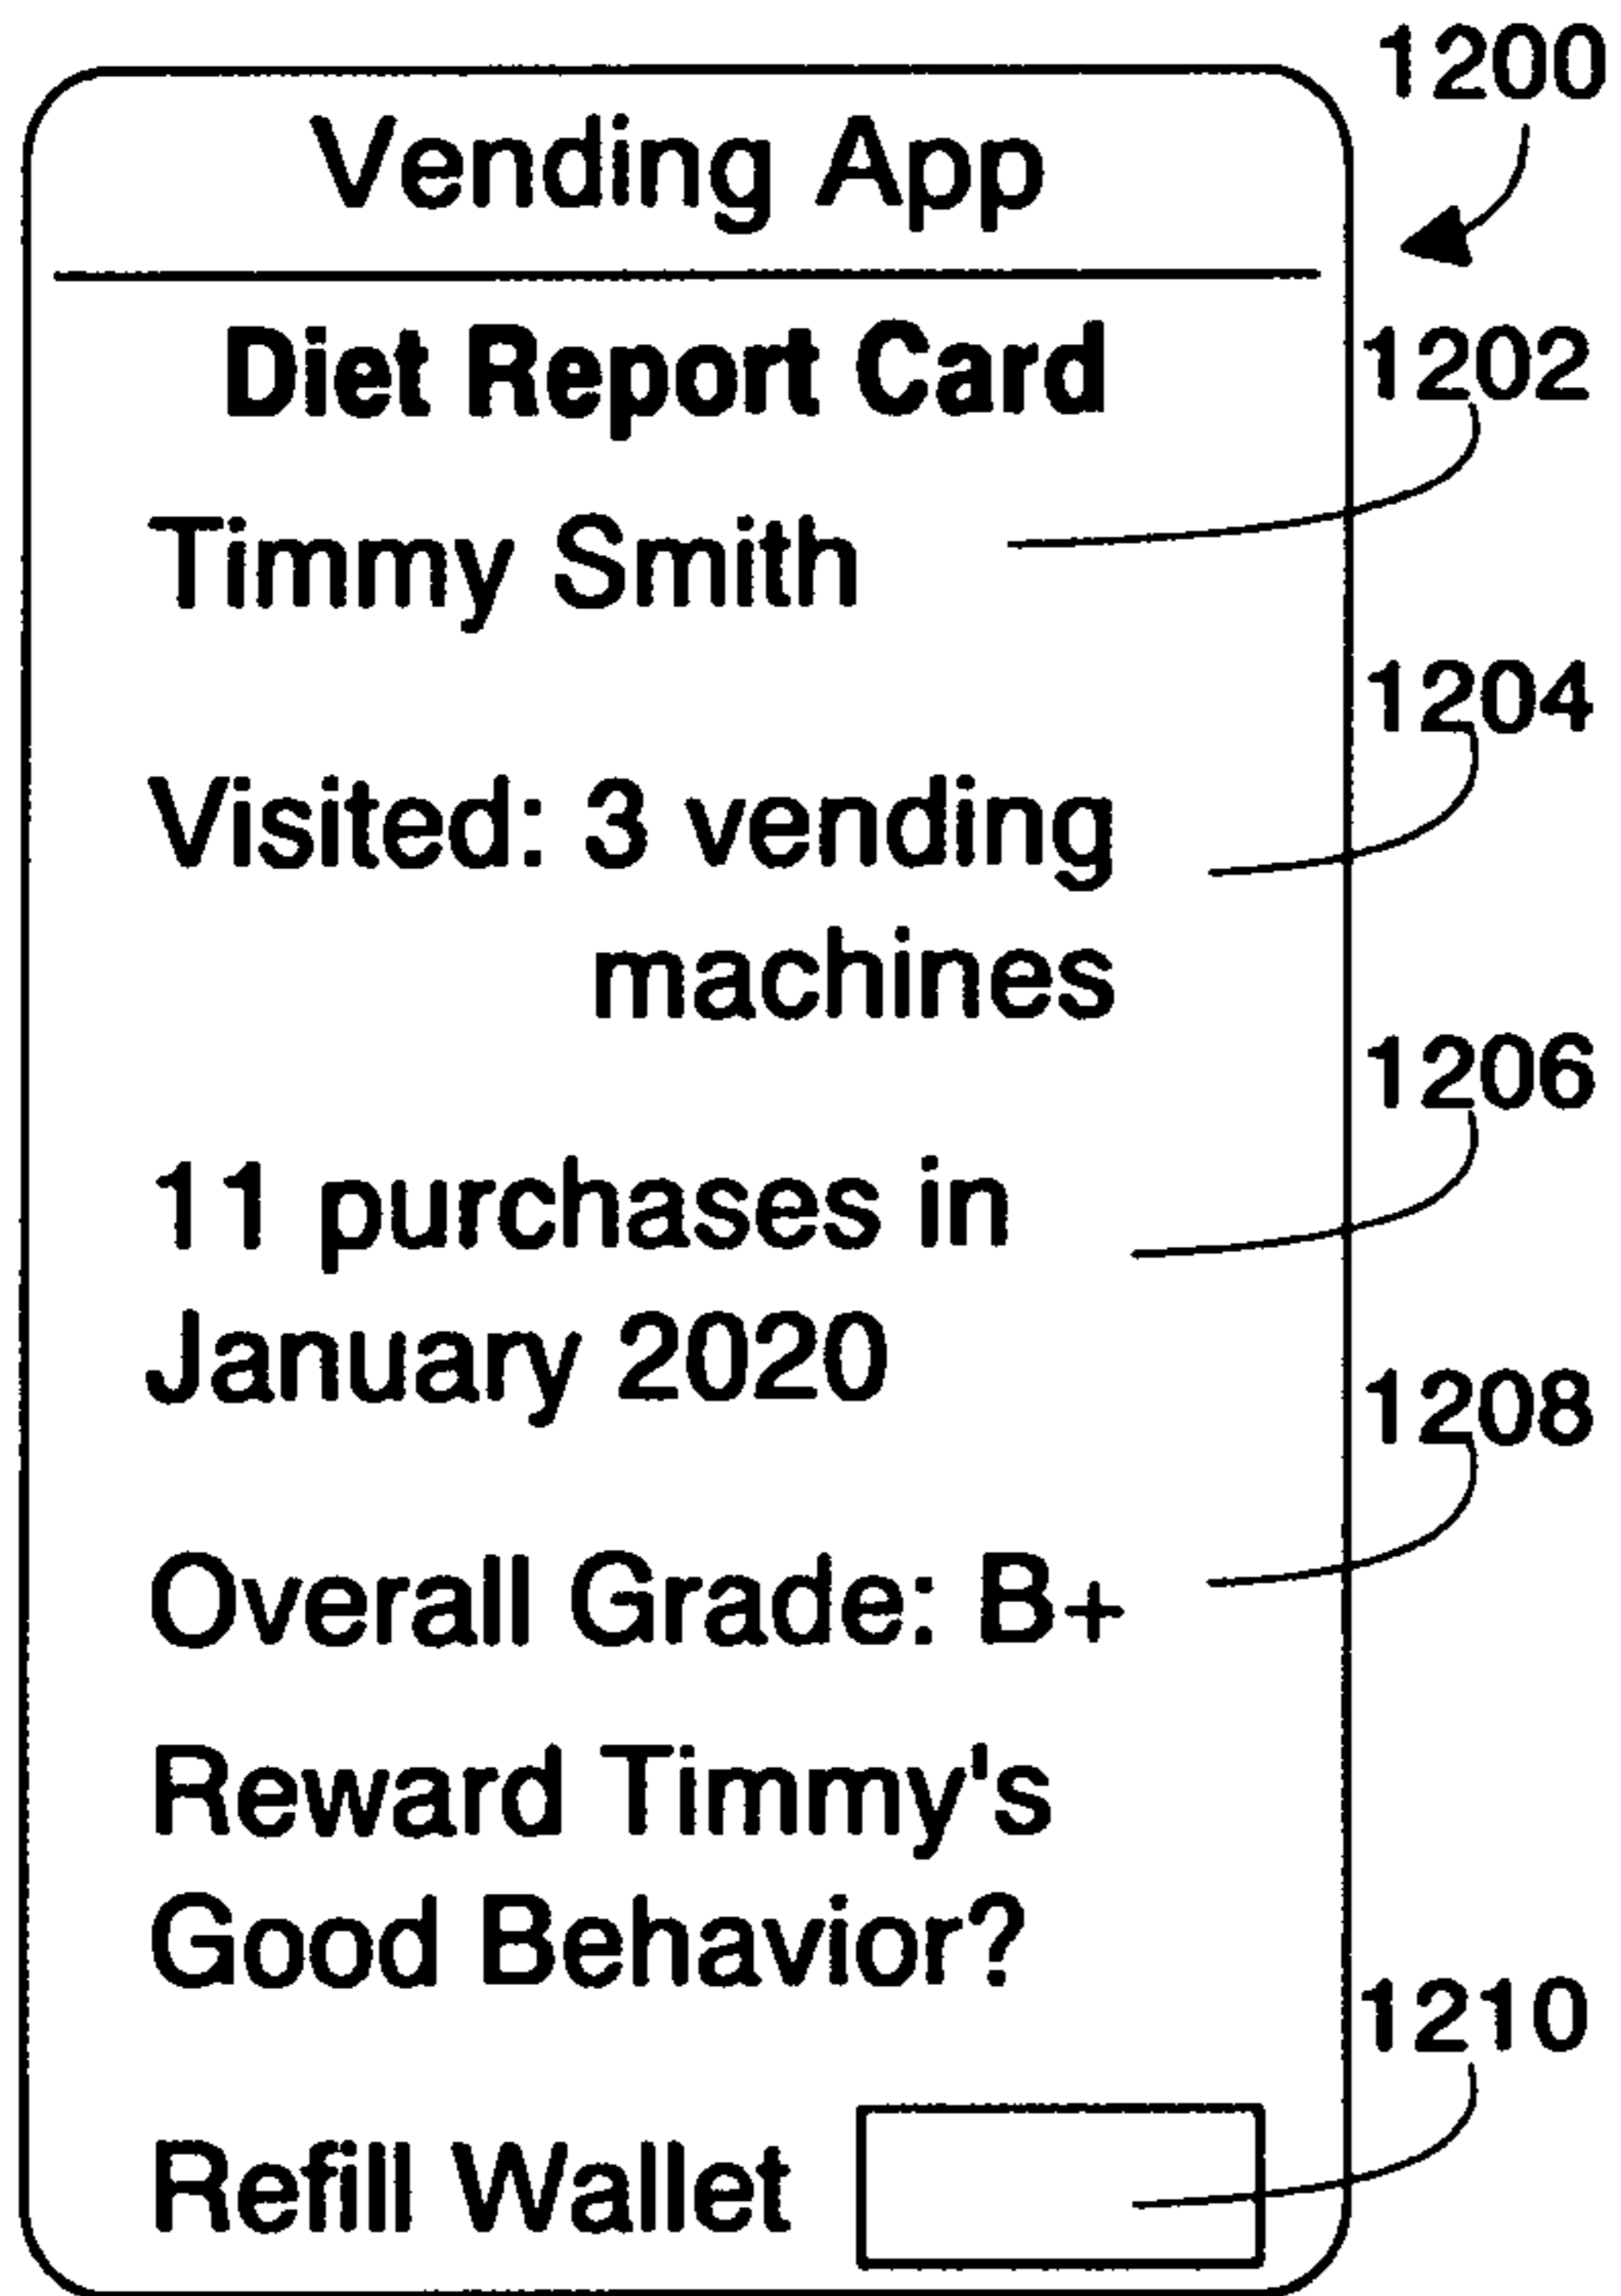 1200
Vending App
Diet Report Card
1202
Timmy Smith
1204
Visited: 3 vending
machines
1206
11 purchases in
January 2020
1208
Overall Grade: B+
Reward Timmy's
Good Behavior?
1210
Refill Wallet